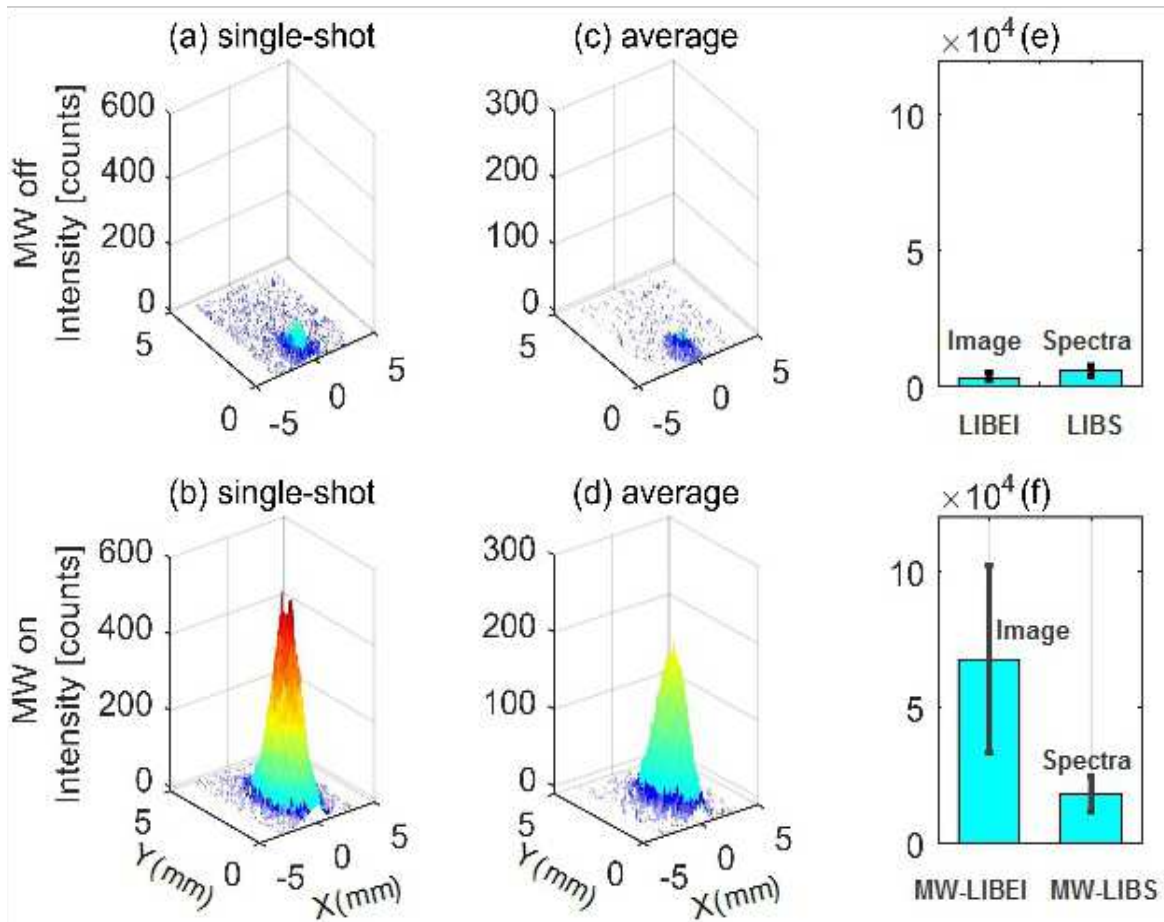 (a) single-shot
MW off
Intensity [counts]
600
400
200
0
5
0
-5
0
5
(c) average
300
200
100
0
5
0
-5
0
5
×10⁴ (e)
10
5
0
Image
Spectra
LIBEI
LIBS
(b) single-shot
MW on
Intensity [counts]
600
400
200
0
5
0
-5
0
5
Y(mm)
X(mm)
(d) average
300
200
100
0
5
0
-5
0
5
Y(mm)
X(mm)
×10⁴ (f)
10
5
0
Image
Spectra
MW-LIBEI
MW-LIBS